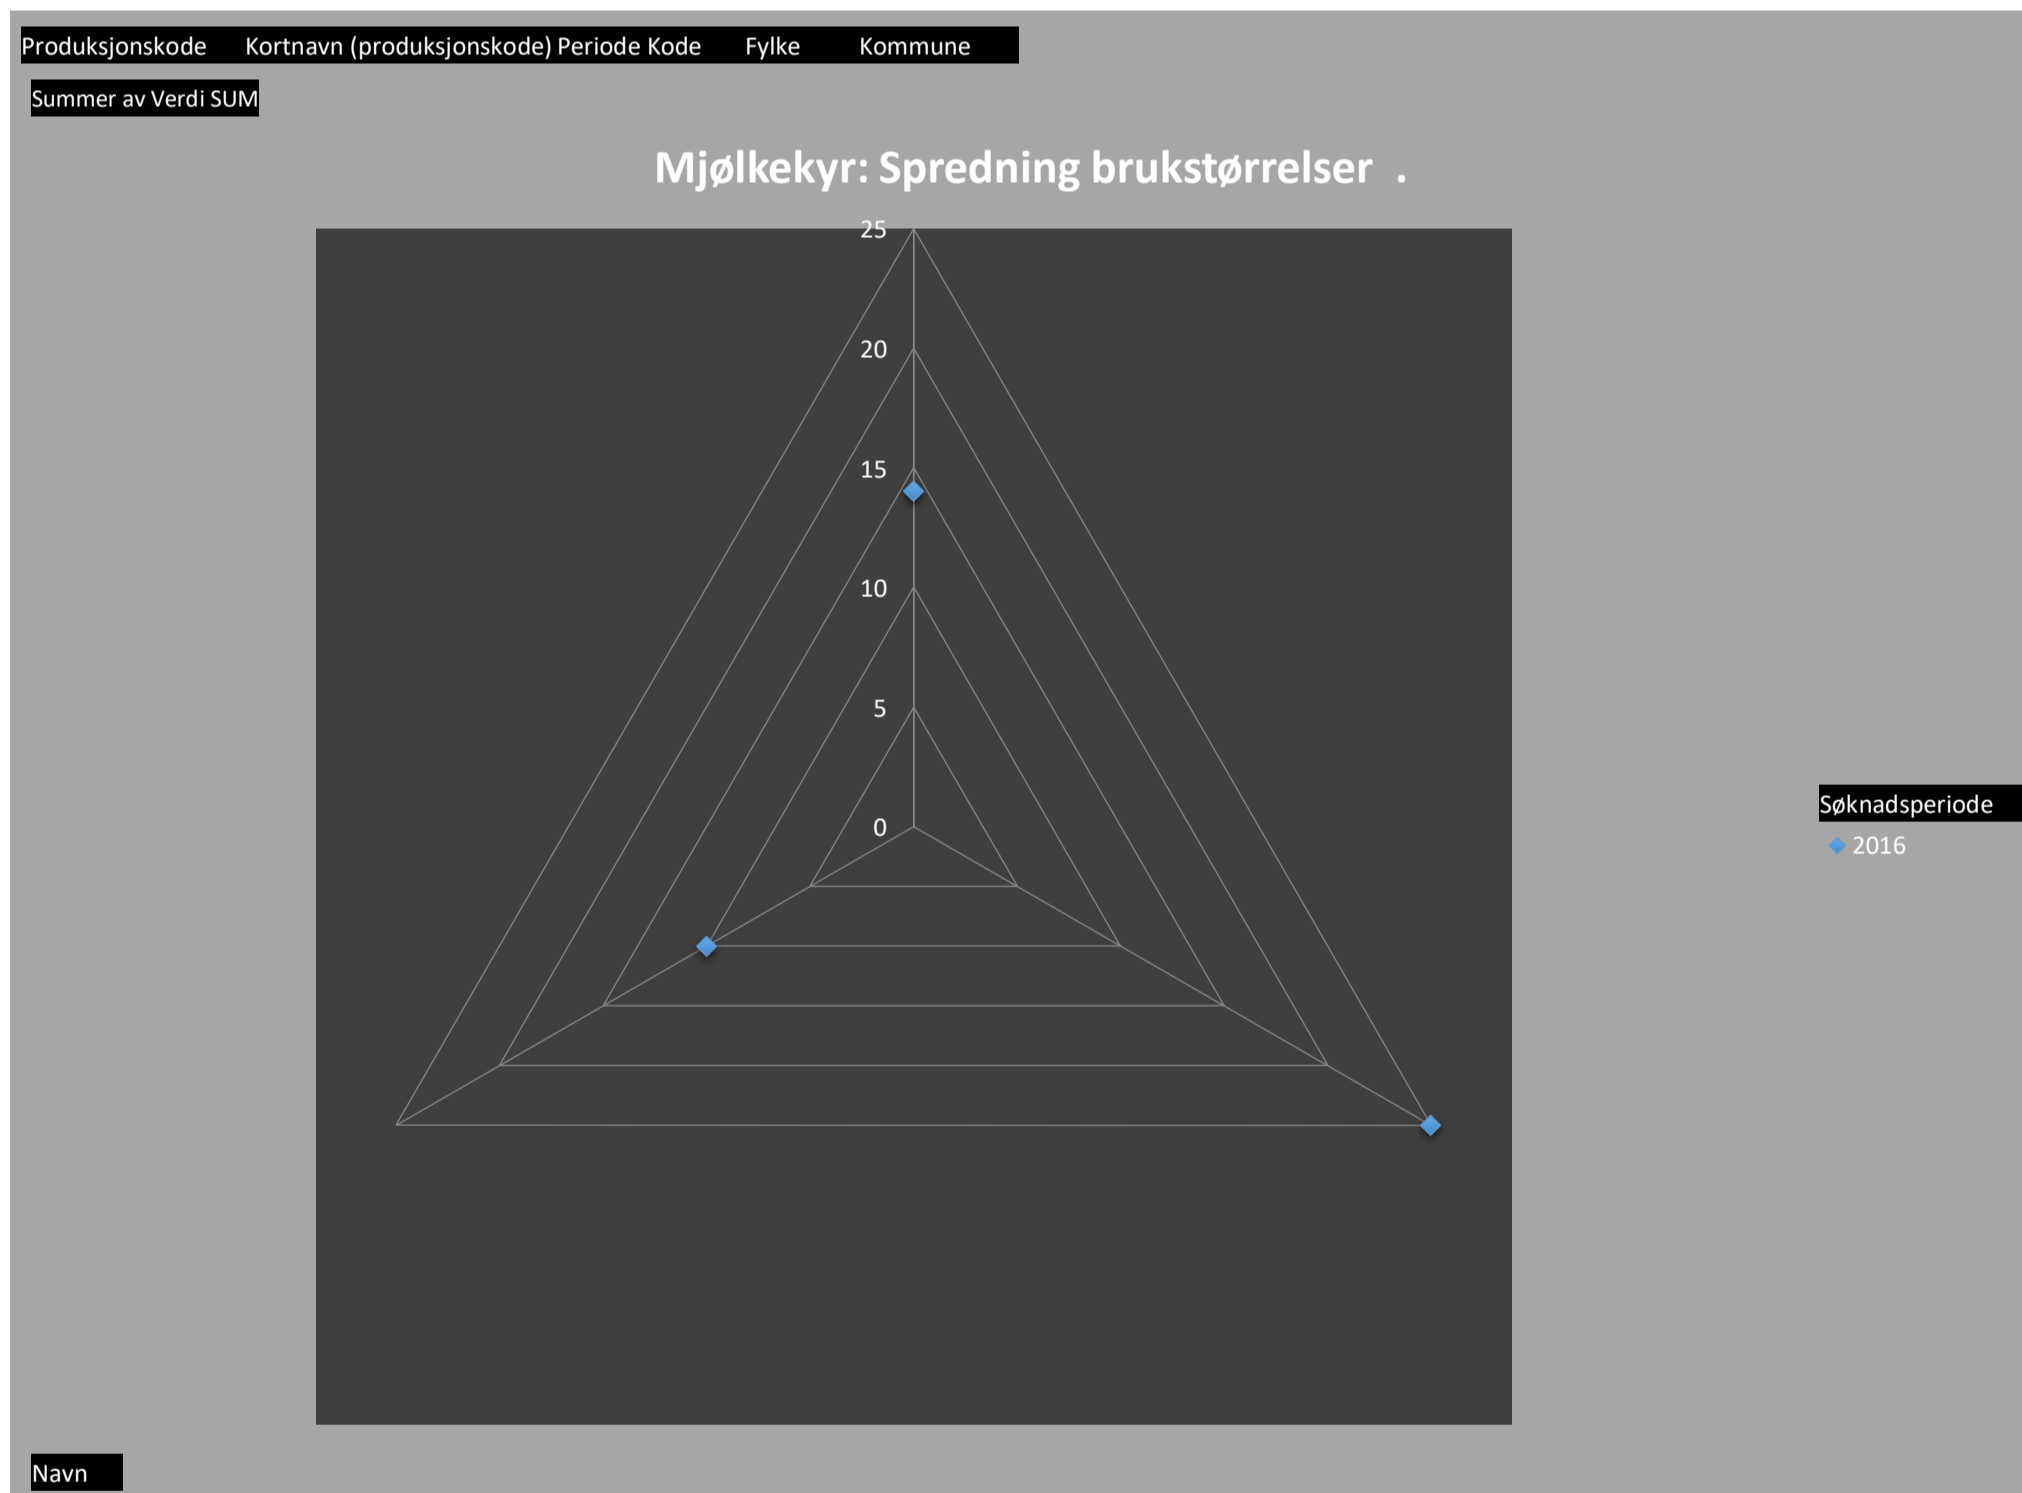 Produksjonskode Kortnavn (produksjonskode) Periode Kode Fylke Kommune
Summer av Verdi SUM
Mjølkekyr: Spredning brukstørrelser .
25
20
15
10
5
0
Søknadsperiode
2016
Navn